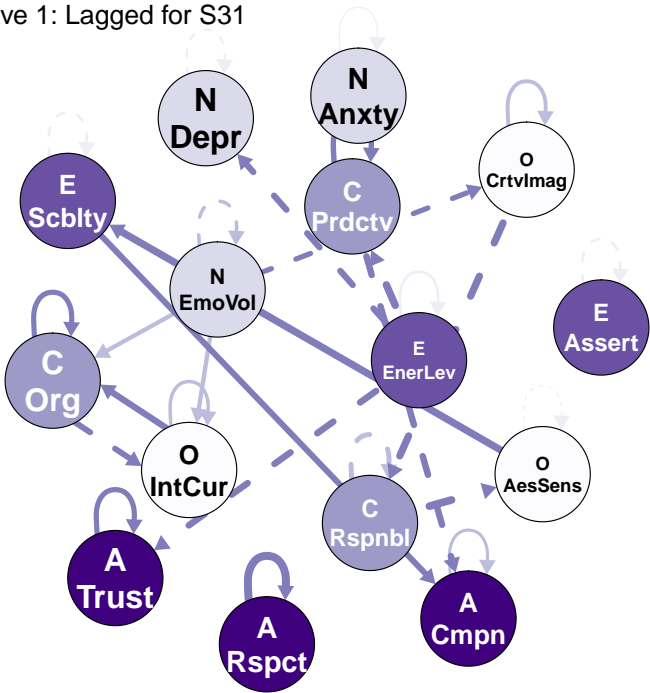 ve 1: Lagged for S31
N
Depr
N
Anxty
O
CrtvImag
E
Scblty
C
Prdctv
N
EmoVol
E
Assert
E
EnerLev
C
Org
O
IntCur
O
AesSens
C
Rspnbl
A
Trust
A
Rspct
A
Cmpn